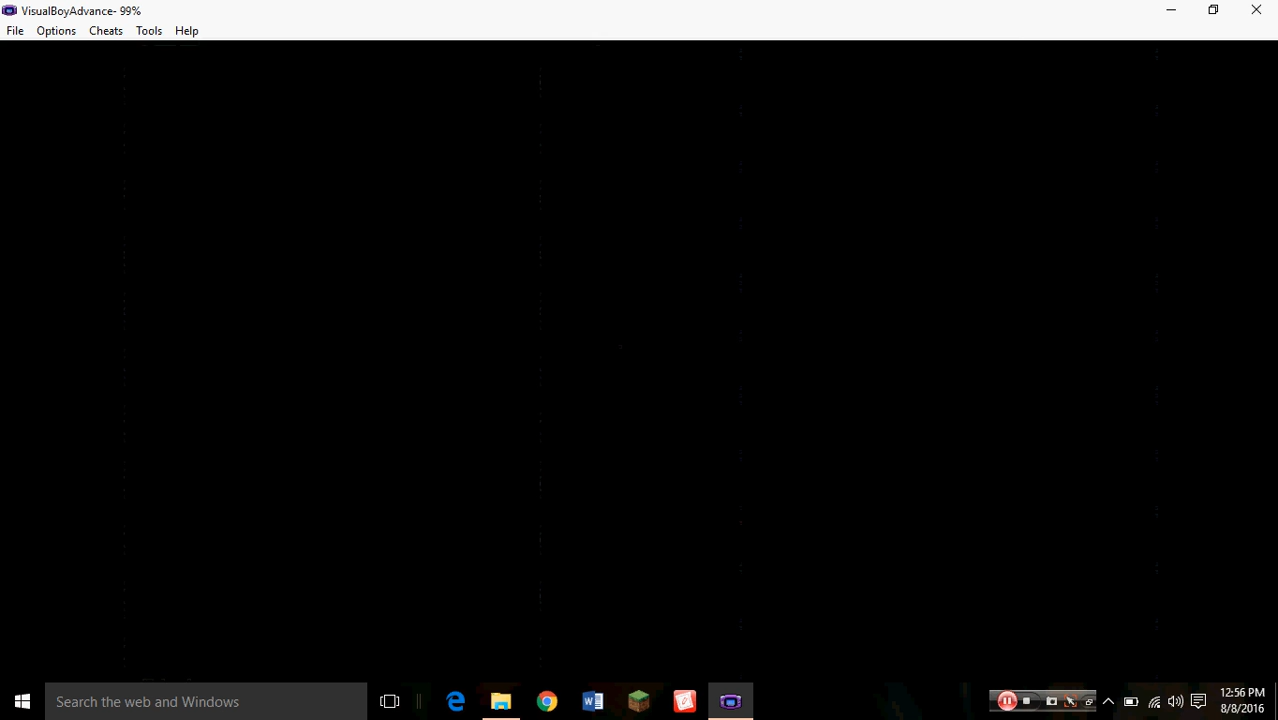 VisualBoyAdvance- 99%
File Options Cheats Tools Help
Search the web and Windows
12:56 PM
8/8/2016